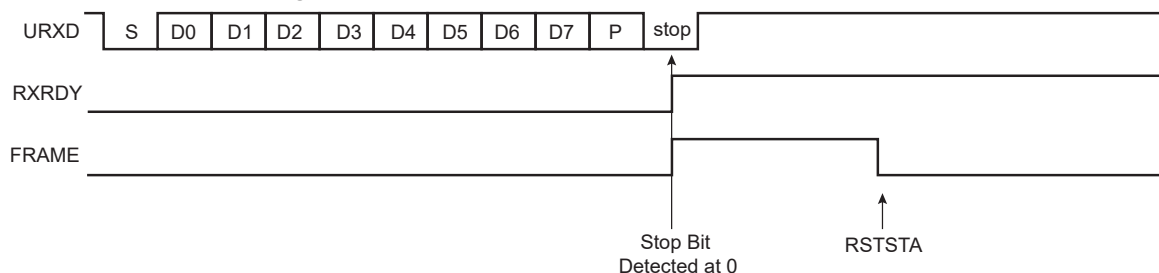 URXD S D0 D1 D2 D3 D4 D5 D6 D7 P stop
RXRDY
FRAME
Stop Bit
Detected at 0
RSTSTA